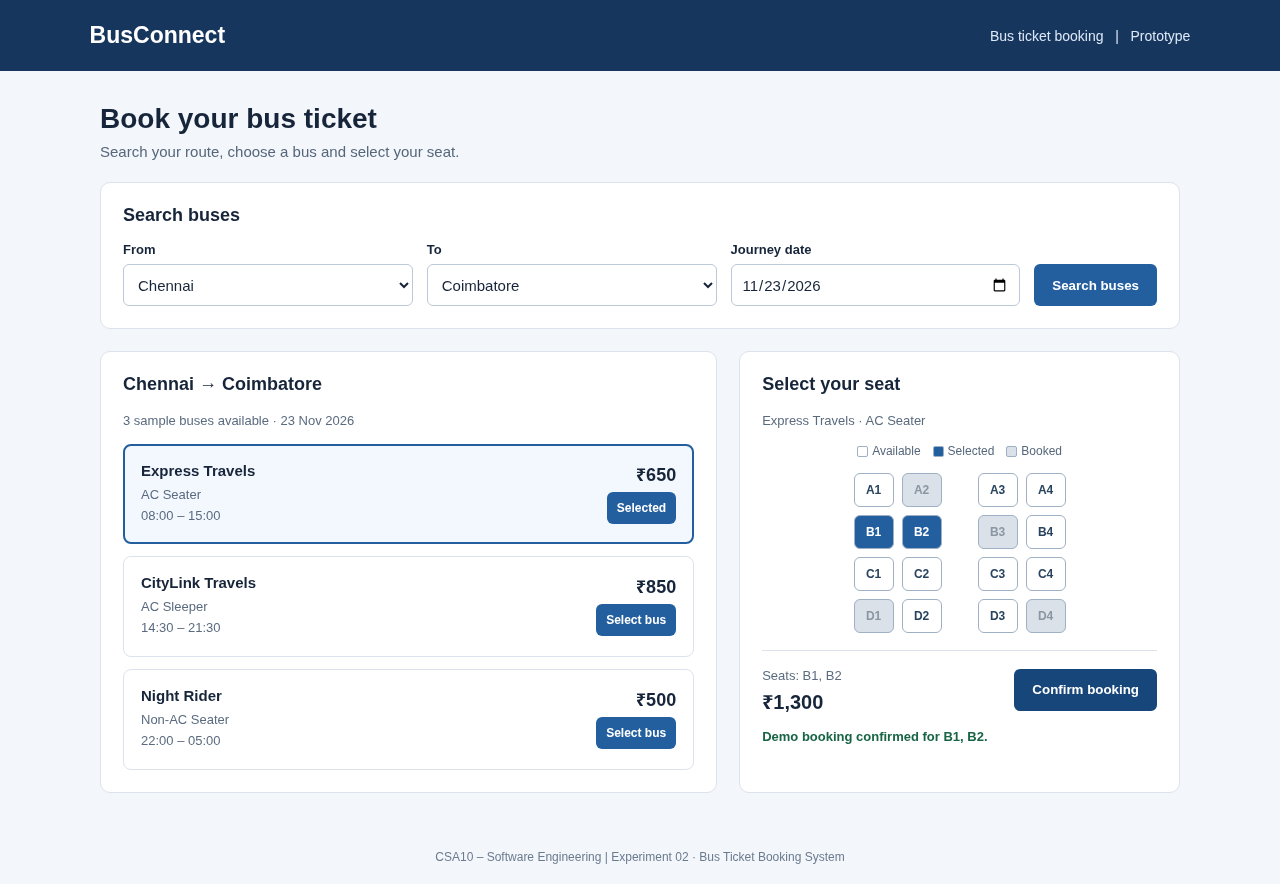 BusConnect
Bus ticket booking | Prototype
Book your bus ticket
Search your route, choose a bus and select your seat.
Search buses
From
To
Journey date
Chennai
Coimbatore
11/23/2026
Search buses
Chennai → Coimbatore
3 sample buses available · 23 Nov 2026
Express Travels
AC Seater
08:00 – 15:00
₹650
Selected
CityLink Travels
AC Sleeper
14:30 – 21:30
₹850
Select bus
Night Rider
Non-AC Seater
22:00 – 05:00
₹500
Select bus
Select your seat
Express Travels · AC Seater
Available Selected Booked
A1 A2 A3 A4
B1 B2 B3 B4
C1 C2 C3 C4
D1 D2 D3 D4
Seats: B1, B2
₹1,300
Confirm booking
Demo booking confirmed for B1, B2.
CSA10 – Software Engineering | Experiment 02 · Bus Ticket Booking System